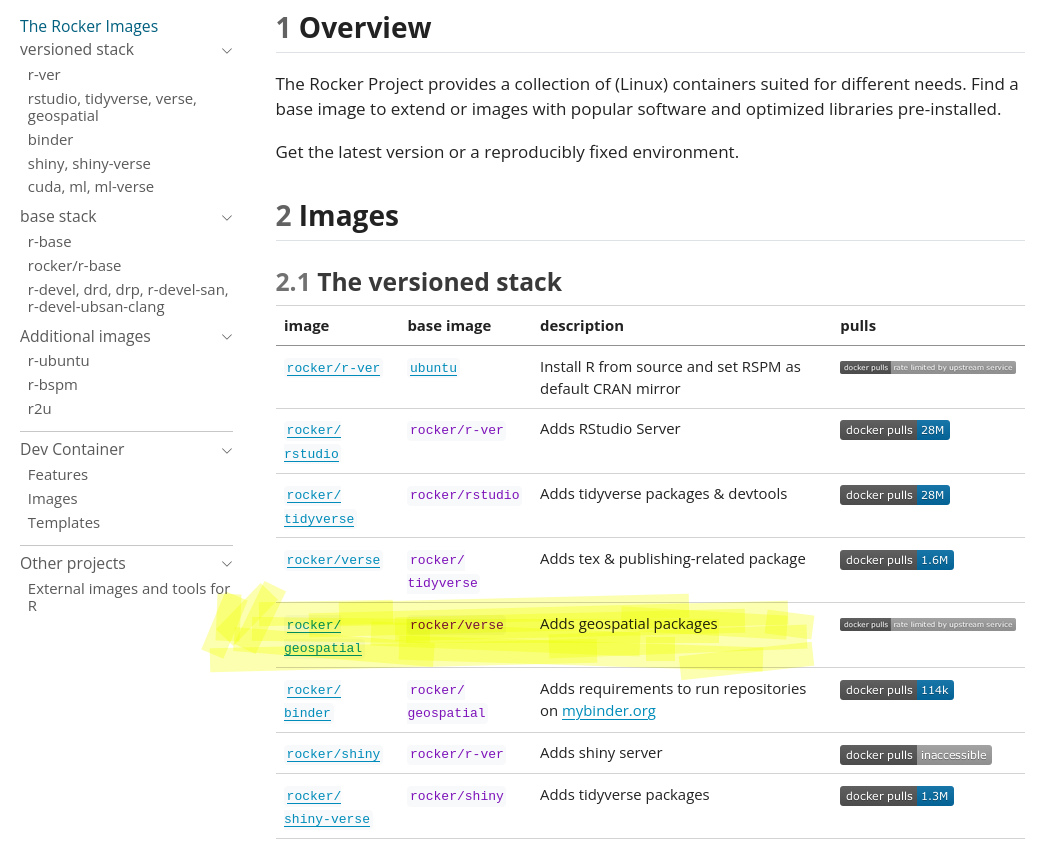 The Rocker Images
versioned stack
r-ver
rstudio, tidyverse, verse,
geospatial
binder
shiny, shiny-verse
cuda, ml, ml-verse
base stack
r-base
rocker/r-base
r-devel, drd, drp, r-devel-san,
r-devel-ubsan-clang
Additional images
r-ubuntu
r-bspm
r2u
Dev Container
Features
Images
Templates
Other projects
External images and tools for
R
1 Overview
The Rocker Project provides a collection of (Linux) containers suited for different needs. Find a
base image to extend or images with popular software and optimized libraries pre-installed.
Get the latest version or a reproducibly fixed environment.
2 Images
2.1 The versioned stack
image base image description pulls
rocker/r-ver ubuntu Install R from source and set RSPM as docker pulls rate limited by upstream service
default CRAN mirror
rocker/ rocker/r-ver Adds RStudio Server docker pulls 28M
rstudio
rocker/ rocker/rstudio Adds tidyverse packages & devtools docker pulls 28M
tidyverse
rocker/verse rocker/ Adds tex & publishing-related package docker pulls 1.6M
tidyverse
rocker/ rocker/verse Adds geospatial packages docker pulls rate limited by upstream service
geospatial
rocker/ rocker/ Adds requirements to run repositories docker pulls 114k
binder geospatial on mybinder.org
rocker/shiny rocker/r-ver Adds shiny server docker pulls inaccessible
rocker/ rocker/shiny Adds tidyverse packages docker pulls 1.3M
shiny-verse